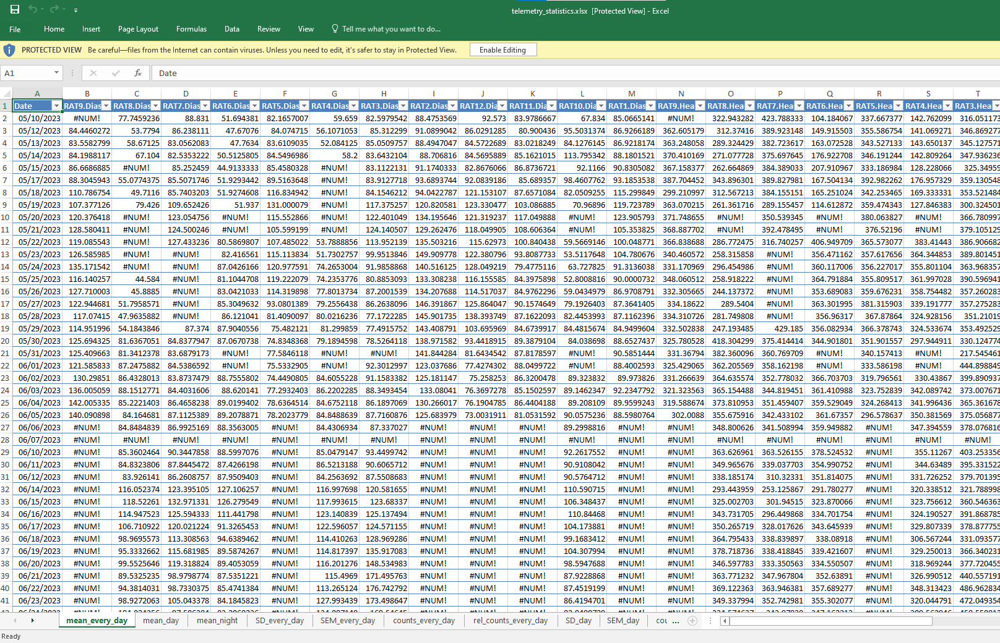 telemetry_statistics.xlsx [Protected View] - Excel
File Home Insert Page Layout Formulas Data Review View Tell me what you want to do...
PROTECTED VIEW Be careful—files from the Internet can contain viruses. Unless you need to edit, it's safer to stay in Protected View. Enable Editing
A1 fx Date
A B C D E F G H I J K L M N O P Q R S T
1 Date RAT9.Dias RAT8.Dias RAT7.Dias RAT6.Dias RAT5.Dias RAT4.Dias RAT3.Dias RAT2.Dias RAT12.Dia RAT11.Dia RAT10.Dia RAT1.Dias RAT9.Hea RAT8.Hea RAT7.Hea RAT6.Hea RAT5.Hea RAT4.Hea RAT3.Hea
2 05/10/2023 #NUM! 77.7459236 88.831 51.694381 82.1657007 59.659 82.5979542 88.4753569 92.573 83.9786667 67.834 85.0665141 #NUM! 322.943282 423.788333 104.184067 337.667377 142.762099 316.051173
3 05/12/2023 84.4460272 53.7794 86.238111 47.67076 84.074715 56.1071053 85.312299 91.0899042 86.0291285 80.900436 95.5031374 86.9266189 362.605179 312.37416 389.923148 149.915503 355.586754 141.069271 346.869277
4 05/13/2023 83.5582799 58.67125 83.0562083 47.7634 83.6109035 52.084125 85.0509757 88.4947047 84.5722689 83.0218249 84.1276145 86.9218174 363.248058 289.324429 382.723617 163.072528 343.527133 143.650137 345.127571
5 05/14/2023 84.1988117 67.104 82.5353222 50.5125805 84.5496986 58.2 83.6432104 88.706816 84.5695889 85.1621015 113.795342 88.1801521 370.410169 271.077728 375.697645 176.922708 346.191244 142.809264 347.936236
6 05/15/2023 86.6686885 #NUM! 85.252459 44.9133333 85.4580328 #NUM! 83.1122131 91.1740333 82.8676066 86.8736721 92.1166 90.8305082 367.158377 262.664869 384.389033 207.910967 333.186984 128.228066 325.34959
7 05/17/2023 88.3045943 55.0774375 85.5071746 51.9293442 89.5163648 #NUM! 83.9127718 93.6893744 92.0839186 85.689357 98.4607762 93.1853538 387.704452 343.896301 389.827981 167.504134 392.982262 176.957329 359.130548
8 05/18/2023 110.786754 49.7116 85.7403203 51.9274608 116.834942 #NUM! 84.1546212 94.0422787 121.153107 87.6571084 82.0509255 115.299849 299.210997 312.567213 384.155151 165.251024 342.253465 169.333331 353.521484
9 05/19/2023 107.377126 79.426 109.652426 51.937 131.000079 #NUM! 117.375257 120.820581 123.330477 103.086885 70.96896 119.723789 363.070215 261.361716 289.155457 114.612872 359.474343 127.846383 300.324501
10 05/20/2023 120.376418 #NUM! 123.054756 #NUM! 115.552866 #NUM! 122.401049 134.195646 121.319237 117.049888 #NUM! 123.905793 371.748655 #NUM! 350.539345 #NUM! 380.063827 #NUM! 366.780997
11 05/21/2023 128.580411 #NUM! 124.500246 #NUM! 105.599199 #NUM! 124.140507 129.262476 118.049905 108.606364 #NUM! 105.353825 368.887702 #NUM! 392.478495 #NUM! 376.52196 #NUM! 379.105129
12 05/22/2023 119.085543 #NUM! 127.433236 80.5869807 107.485022 53.7888856 113.952139 135.503216 115.62973 100.840438 59.5669146 100.048771 366.838688 286.772475 316.740257 406.949709 365.573077 383.41443 386.906682
13 05/23/2023 126.585985 #NUM! #NUM! 82.416561 115.113834 51.7302757 99.9513846 149.909778 122.380796 93.8087733 53.5117648 104.780676 340.460572 258.315858 #NUM! 356.471162 357.617656 364.344853 389.801451
14 05/24/2023 135.171542 #NUM! #NUM! 87.0426166 120.977591 74.2653004 91.9858868 140.516125 128.049219 79.4775116 63.727825 91.3136038 331.170969 296.454986 #NUM! 360.117006 356.227017 355.801104 363.968357
15 05/25/2023 116.140257 44.584 #NUM! 81.1044708 119.222079 74.2353776 80.8853093 133.308238 116.155585 84.3975898 52.8008816 90.0000732 348.060512 258.918222 #NUM! 364.791884 355.809517 361.997028 390.596941
16 05/26/2023 127.710003 45.8885 #NUM! 83.0421033 114.319898 77.8013734 87.2001539 134.207688 114.517037 84.9762296 59.0434979 86.9708791 332.305665 244.137372 #NUM! 353.689083 359.676231 358.754482 357.260283
17 05/27/2023 122.944681 51.7958571 #NUM! 85.3049632 93.0801389 79.2556438 86.2638096 146.391867 125.864047 90.1574649 79.1926403 87.3641405 334.18622 289.5404 #NUM! 363.301995 381.315903 339.191777 357.275283
18 05/28/2023 117.07415 47.9635882 #NUM! 86.121041 81.4090097 80.0216236 77.1722285 145.901735 138.393749 87.1622093 82.4453993 87.1162396 334.310726 281.749808 #NUM! 356.96317 367.87864 324.928156 351.21019
19 05/29/2023 114.951996 54.1843846 87.374 87.9040556 75.482121 81.299859 77.4915752 143.408791 103.695969 84.6739917 84.4815674 84.9499604 332.502838 247.193485 429.185 356.082934 366.378743 324.533674 353.492529
20 05/30/2023 125.694325 81.6367051 84.8377947 87.0670738 74.8348368 79.1894598 78.5264118 138.971582 93.4418915 89.3879104 84.038698 88.6527437 325.780528 418.304299 375.414414 344.901801 351.901557 297.944911 330.124774
21 05/31/2023 125.409663 81.3412378 83.6879173 #NUM! 77.5846118 #NUM! #NUM! 141.844284 81.6434542 87.8178597 #NUM! 90.5851444 331.36794 382.360096 360.769709 #NUM! 340.157413 #NUM! 217.545461
22 06/01/2023 121.585833 87.2475882 84.5386592 #NUM! 75.5332905 #NUM! 92.3012997 123.037686 77.4274302 88.0499722 #NUM! 88.4002593 325.429065 362.205569 358.162198 #NUM! 333.586198 #NUM! 444.898849
23 06/02/2023 130.29851 86.4328013 83.8737479 88.7555802 74.4490805 84.6055228 91.1583382 125.181147 75.258253 86.3200478 89.323832 89.973826 331.266639 364.635574 352.778032 366.703703 319.796561 330.43867 399.890937
24 06/03/2023 136.005059 88.1512771 84.4031606 88.620141 77.2932403 86.2202285 88.3493454 133.08041 76.3697278 85.1502597 89.1462347 92.2347792 321.323563 365.154488 344.819451 361.410988 323.752839 342.089742 373.007671
25 06/04/2023 142.005335 85.2221403 86.4658238 89.0199402 78.6364514 84.6752118 86.1897069 130.266017 76.1904785 86.4404188 89.208109 89.9599243 319.588674 373.810953 351.459407 359.529049 324.268413 341.996436 365.361678
26 06/05/2023 140.090898 84.164681 87.1125389 89.2078871 78.2023779 84.8488639 87.7160876 125.683979 73.0031911 81.0531592 90.0575236 88.5980764 302.0088 355.675916 342.433102 361.67357 296.578637 350.381569 375.056877
27 06/06/2023 #NUM! 84.8484839 86.9925169 88.3563005 #NUM! 84.4306934 87.337027 #NUM! #NUM! #NUM! 89.2998816 #NUM! #NUM! 348.800626 341.508994 359.949882 #NUM! 347.394559 378.076816
28 06/07/2023 #NUM! #NUM! #NUM! #NUM! #NUM! #NUM! #NUM! #NUM! #NUM! #NUM! #NUM! #NUM! #NUM! #NUM! #NUM! #NUM! #NUM! #NUM! #NUM!
29 06/10/2023 #NUM! 85.3602464 90.3447858 88.5997076 #NUM! 85.0479147 93.4499742 #NUM! #NUM! #NUM! 92.2617552 #NUM! #NUM! 363.626961 363.526155 378.524532 #NUM! 355.11267 403.253356
30 06/11/2023 #NUM! 84.8323806 87.8445472 87.4266198 #NUM! 86.5213188 90.6065712 #NUM! #NUM! #NUM! 90.9108042 #NUM! #NUM! 349.965676 339.037703 354.990752 #NUM! 344.63489 395.331522
31 06/12/2023 #NUM! 83.926141 86.2608757 87.9509403 #NUM! 84.2563692 87.5508683 #NUM! #NUM! #NUM! 90.5764712 #NUM! #NUM! 338.185174 310.32331 351.814075 #NUM! 331.726252 379.701395
32 06/14/2023 #NUM! 116.052374 123.395105 127.106257 #NUM! 116.997698 120.581655 #NUM! #NUM! #NUM! 110.590715 #NUM! #NUM! 293.443959 253.125867 291.780277 #NUM! 320.338512 321.788998
33 06/15/2023 #NUM! 118.52261 132.971331 126.279549 #NUM! 117.993615 123.68337 #NUM! #NUM! #NUM! 106.348437 #NUM! #NUM! 325.002703 301.94515 323.870066 #NUM! 323.756612 360.546363
34 06/16/2023 #NUM! 114.947523 125.594333 111.441798 #NUM! 123.140839 125.137494 #NUM! #NUM! #NUM! 110.84468 #NUM! #NUM! 343.731705 296.449868 334.701754 #NUM! 324.190527 391.868785
35 06/17/2023 #NUM! 106.710922 120.021224 91.3265453 #NUM! 122.596057 124.571155 #NUM! #NUM! #NUM! 104.173881 #NUM! #NUM! 350.265719 328.017626 343.645939 #NUM! 329.807339 378.877755
36 06/18/2023 #NUM! 98.9695573 113.308563 94.6389462 #NUM! 114.410263 128.969286 #NUM! #NUM! #NUM! 99.1683412 #NUM! #NUM! 364.795433 338.839897 338.08918 #NUM! 306.567244 331.093577
37 06/19/2023 #NUM! 95.3332662 115.681985 89.5874267 #NUM! 114.817397 135.917083 #NUM! #NUM! #NUM! 104.307994 #NUM! #NUM! 378.718736 338.418845 339.421607 #NUM! 329.250013 366.340231
38 06/20/2023 #NUM! 99.5525646 119.318824 89.4053059 #NUM! 116.201276 148.534983 #NUM! #NUM! #NUM! 98.5947688 #NUM! #NUM! 346.597783 333.350563 334.550507 #NUM! 318.969244 377.720455
39 06/21/2023 #NUM! 89.5325235 98.9798774 87.5351221 #NUM! 115.4969 171.495763 #NUM! #NUM! #NUM! 87.9228868 #NUM! #NUM! 363.771232 347.967804 352.63891 #NUM! 326.990512 440.557191
40 06/22/2023 #NUM! 94.3814031 98.7330375 85.4741384 #NUM! 113.265124 176.742792 #NUM! #NUM! #NUM! 87.4519199 #NUM! #NUM! 369.122363 363.946381 357.689277 #NUM! 348.313423 486.962834
41 06/23/2023 #NUM! 98.9272063 105.043378 84.1845823 #NUM! 127.993439 173.498647 #NUM! #NUM! #NUM! 86.4194701 #NUM! #NUM! 349.337994 352.742981 355.302077 #NUM! 320.044791 472.049354
mean_every_day mean_day mean_night SD_every_day SEM_every_day counts_every_day rel_counts_every_day SD_day SEM_day cou ...
Ready